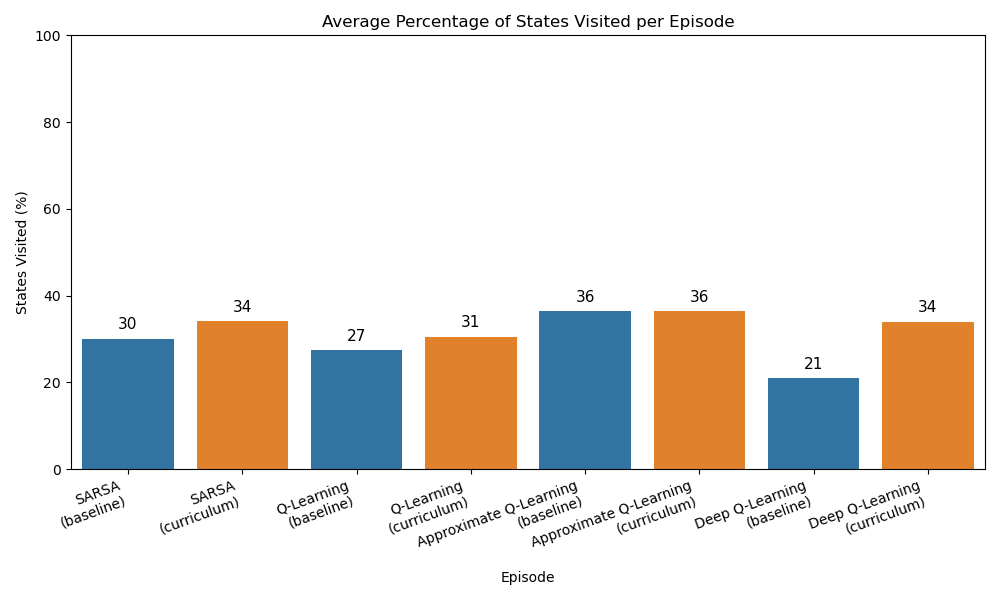 Average Percentage of States Visited per Episode
States Visited (%)
100
80
60
40
20
0
30
34
27
31
36
36
21
34
SARSA
(baseline)
SARSA
(curriculum)
Q-Learning
(baseline)
Q-Learning
(curriculum)
Approximate Q-Learning
(baseline)
Approximate Q-Learning
(curriculum)
Deep Q-Learning
(baseline)
Deep Q-Learning
(curriculum)
Episode